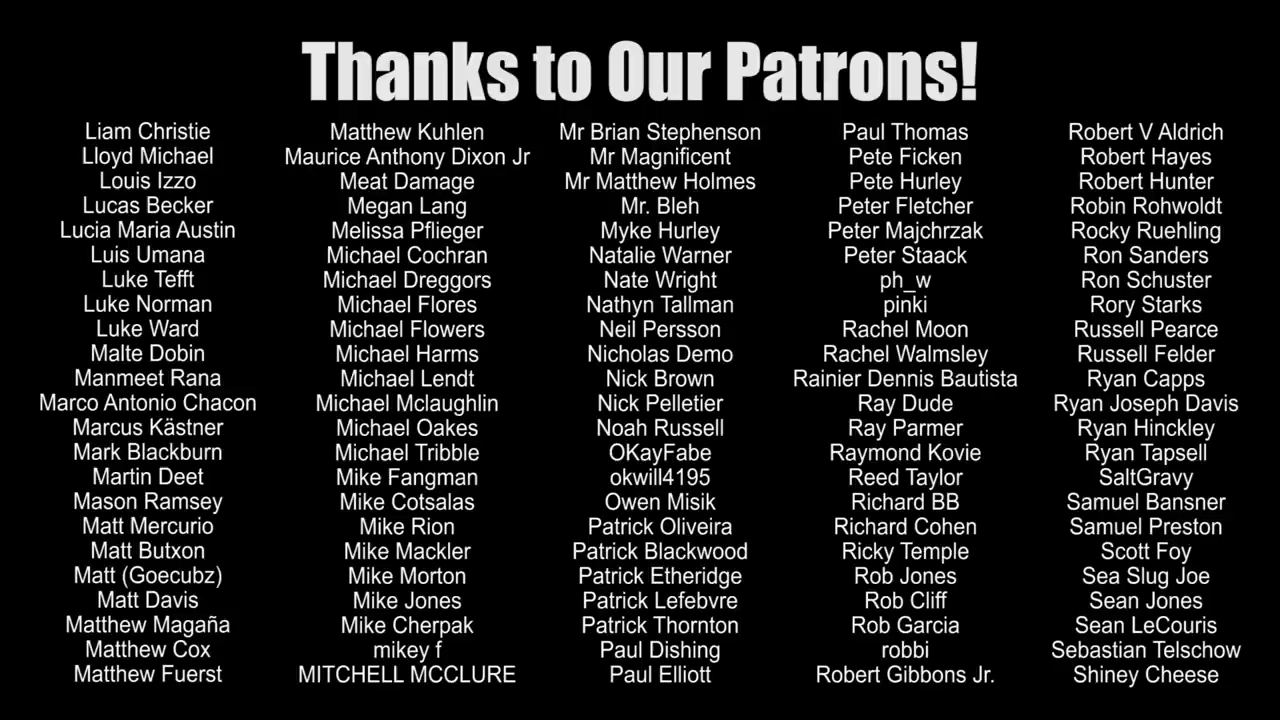 Thanks to Our Patrons!
Liam Christie
Lloyd Michael
Louis Izzo
Lucas Becker
Lucia Maria Austin
Luis Umana
Luke Tefft
Luke Norman
Luke Ward
Malte Dobin
Manmeet Rana
Marco Antonio Chacon
Marcus Kästner
Mark Blackburn
Martin Deet
Mason Ramsey
Matt Mercurio
Matt Butxon
Matt (Goecubz)
Matt Davis
Matthew Magaña
Matthew Cox
Matthew Fuerst
Matthew Kuhlen
Maurice Anthony Dixon Jr
Meat Damage
Megan Lang
Melissa Pflieger
Michael Cochran
Michael Dreggors
Michael Flores
Michael Flowers
Michael Harms
Michael Lendt
Michael Mclaughlin
Michael Oakes
Michael Tribble
Mike Fangman
Mike Cotsalas
Mike Rion
Mike Mackler
Mike Morton
Mike Jones
Mike Cherpak
mikey f
MITCHELL MCCLURE
Mr Brian Stephenson
Mr Magnificent
Mr Matthew Holmes
Mr. Bleh
Myke Hurley
Natalie Warner
Nate Wright
Nathyn Tallman
Neil Persson
Nicholas Demo
Nick Brown
Nick Pelletier
Noah Russell
OKayFabe
okwill4195
Owen Misik
Patrick Oliveira
Patrick Blackwood
Patrick Etheridge
Patrick Lefebvre
Patrick Thornton
Paul Dishing
Paul Elliott
Paul Thomas
Pete Ficken
Pete Hurley
Peter Fletcher
Peter Majchrzak
Peter Staack
ph_w
pinki
Rachel Moon
Rachel Walmsley
Rainier Dennis Bautista
Ray Dude
Ray Parmer
Raymond Kovie
Reed Taylor
Richard BB
Richard Cohen
Ricky Temple
Rob Jones
Rob Cliff
Rob Garcia
robbi
Robert Gibbons Jr.
Robert V Aldrich
Robert Hayes
Robert Hunter
Robin Rohwoldt
Rocky Ruehling
Ron Sanders
Ron Schuster
Rory Starks
Russell Pearce
Russell Felder
Ryan Capps
Ryan Joseph Davis
Ryan Hinckley
Ryan Tapsell
SaltGravy
Samuel Bansner
Samuel Preston
Scott Foy
Sea Slug Joe
Sean Jones
Sean LeCouris
Sebastian Telschow
Shiney Cheese